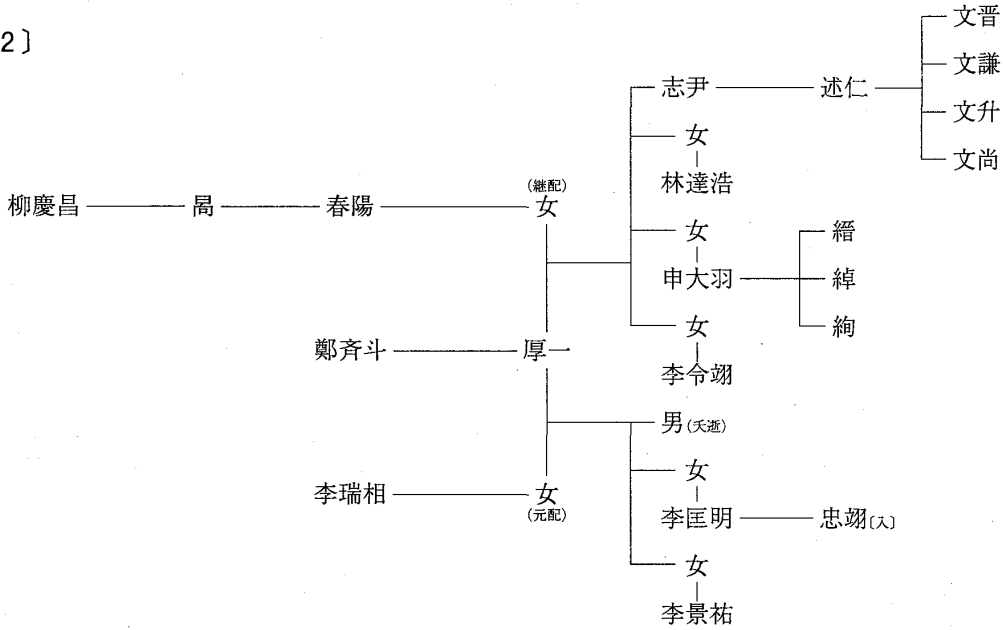 2〕
文晋
文謙
志尹 述仁
文升
女
文尚
林達浩
(継配)
柳慶昌 曷 春陽 女
女
縉
申大羽
綽
女
絢
鄭斉斗 厚一
李令翊
男(夭逝)
女
李瑞相 女
(元配)
李匡明 忠翊〔入〕
女
李景祐